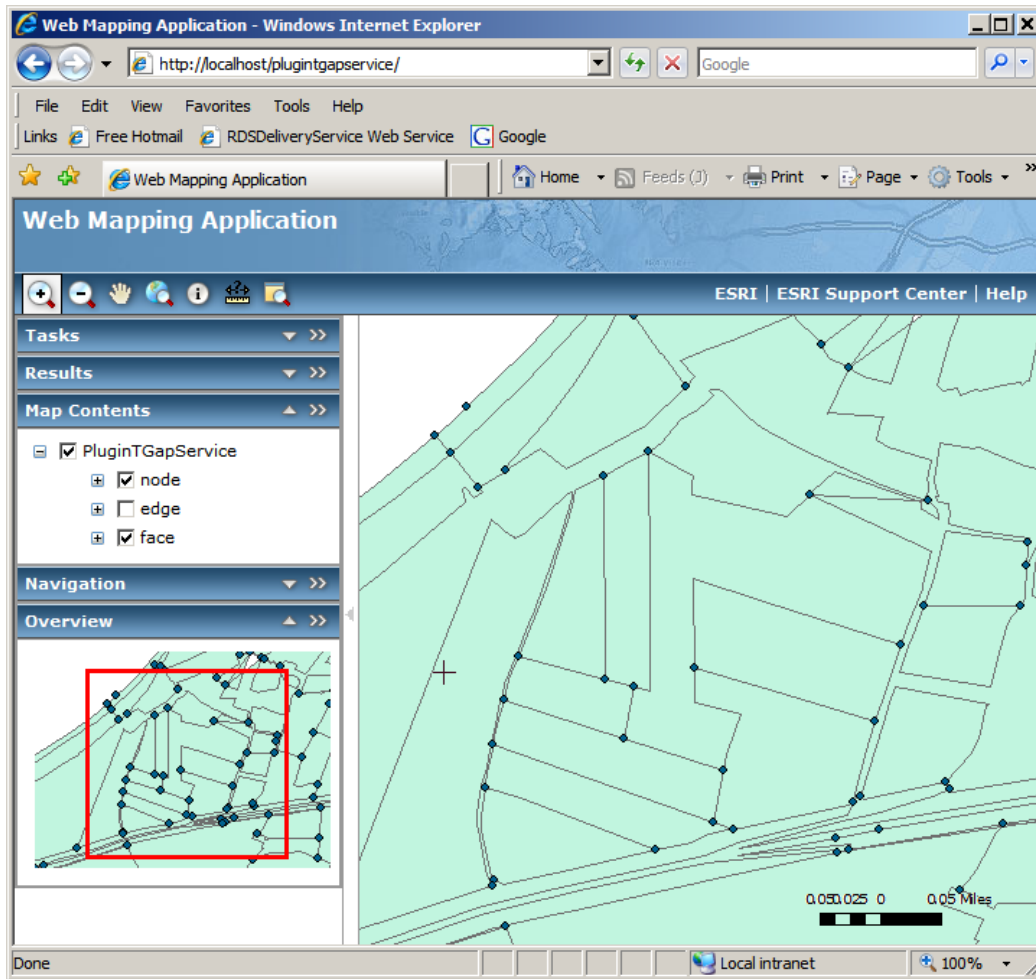 Web Mapping Application - Windows Internet Explorer
http://localhost/plugintgapservice/
Google
File Edit View Favorites Tools Help
Links Free Hotmail RDSDeliveryService Web Service Google
Web Mapping Application
Home Feeds (J) Print Page Tools
Web Mapping Application
ESRI | ESRI Support Center | Help
Tasks
Results
Map Contents
PluginTGapService
node
edge
face
Navigation
Overview
0.050.025 0 0.05 Miles
Done Local intranet 100%